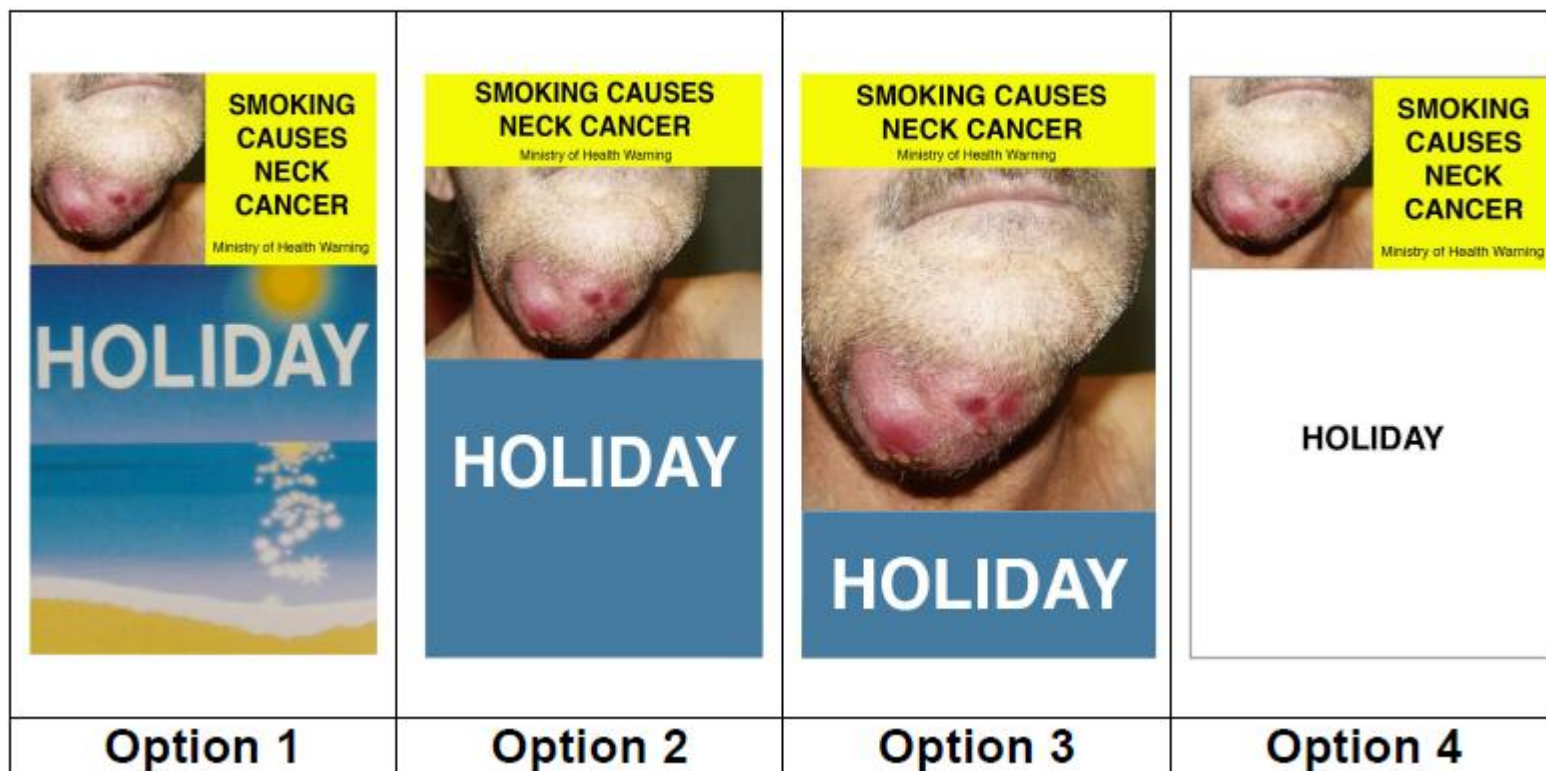 SMOKING
CAUSES
NECK
CANCER
Ministry of Health Warning
HOLIDAY
Option 1
SMOKING CAUSES
NECK CANCER
Ministry of Health Warning
HOLIDAY
Option 2
SMOKING CAUSES
NECK CANCER
Ministry of Health Warning
HOLIDAY
Option 3
SMOKING
CAUSES
NECK
CANCER
Ministry of Health Warning
HOLIDAY
Option 4